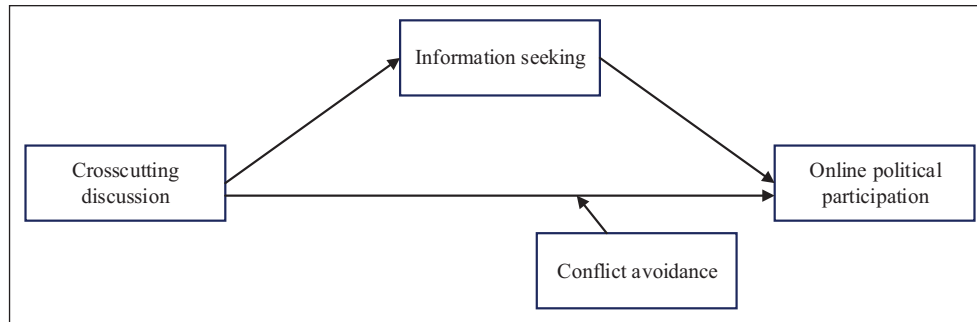 Information seeking
Crosscutting
discussion
Online political
participation
Conflict avoidance